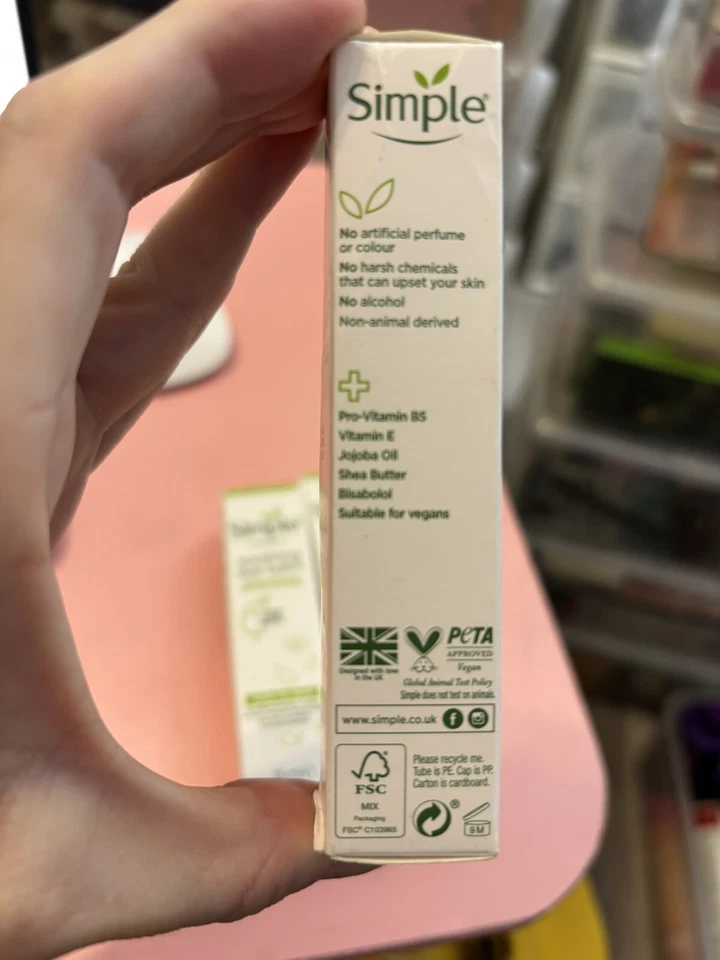 Simple®
No artificial perfume
or colour
No harsh chemicals
that can upset your skin
No alcohol
Non-animal derived
Pro-Vitamin B5
Vitamin E
Jojoba Oil
Shea Butter
Bisabolol
Suitable for vegans
Designed with love
in the UK
PETA
APPROVED
Vegan
Global Animal Test Policy
Simple does not test on animals.
www.simple.co.uk f
FSC®
MIX
Packaging
FSC® C103965
Please recycle me.
Tube is PE. Cap is PP.
Carton is cardboard.
®
9M
Simple